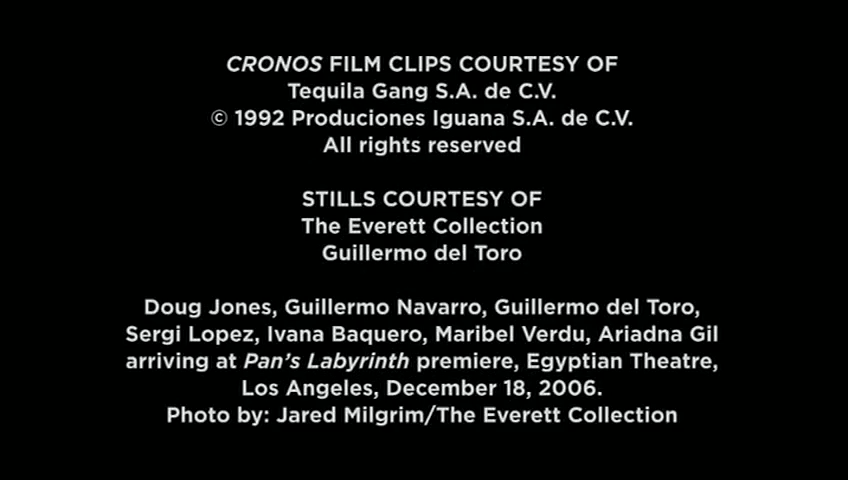 CRONOS FILM CLIPS COURTESY OF
Tequila Gang S.A. de C.V.
© 1992 Produciones Iguana S.A. de C.V.
All rights reserved
STILLS COURTESY OF
The Everett Collection
Guillermo del Toro
Doug Jones, Guillermo Navarro, Guillermo del Toro,
Sergi Lopez, Ivana Baquero, Maribel Verdu, Ariadna Gil
arriving at Pan's Labyrinth premiere, Egyptian Theatre,
Los Angeles, December 18, 2006.
Photo by: Jared Milgrim/The Everett Collection